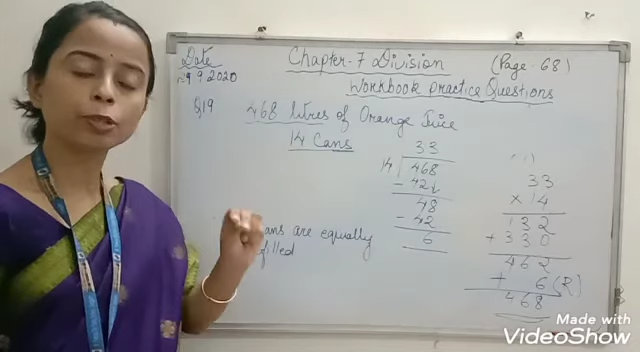 Date
9 9 2020
Chapter-7 Division
(Page-68)
Workbook practice Questions
Q19
468 litres of Orange Juice
14 Cans
33
14 468
- 42↓
48
- 42
6
33
× 14
132
+ 330
462
+ 6 (R)
468
ans are equally
filled
Made with
VideoShow